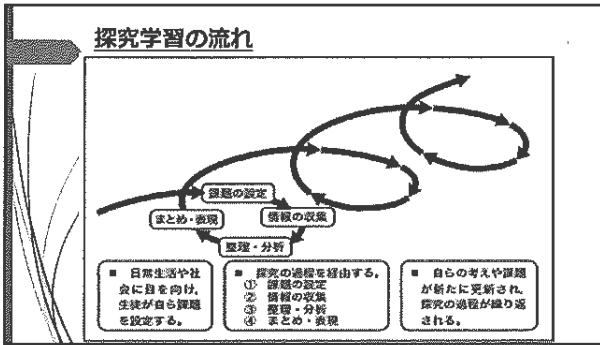 探究学習の流れ
課題の設定
まとめ・表現
情報の収集
整理・分析
■ 日常生活や社
会に目を向け、
生徒が自ら課題
を設定する。
■ 探究の過程を経由する。
① 課題の設定
② 情報の収集
③ 整理・分析
④ まとめ・表現
■ 自らの考えや課題
が新たに更新され、
探究の過程が繰り返
される。